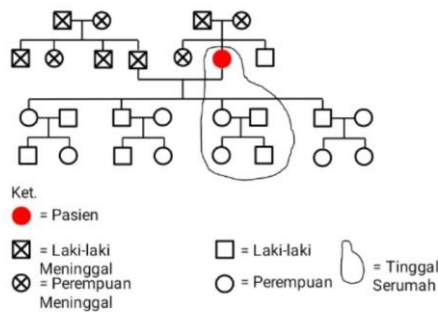 Ket.
= Pasien
= Laki-laki
Meninggal
= Perempuan
Meninggal
= Laki-laki
= Perempuan
= Tinggal
Serumah